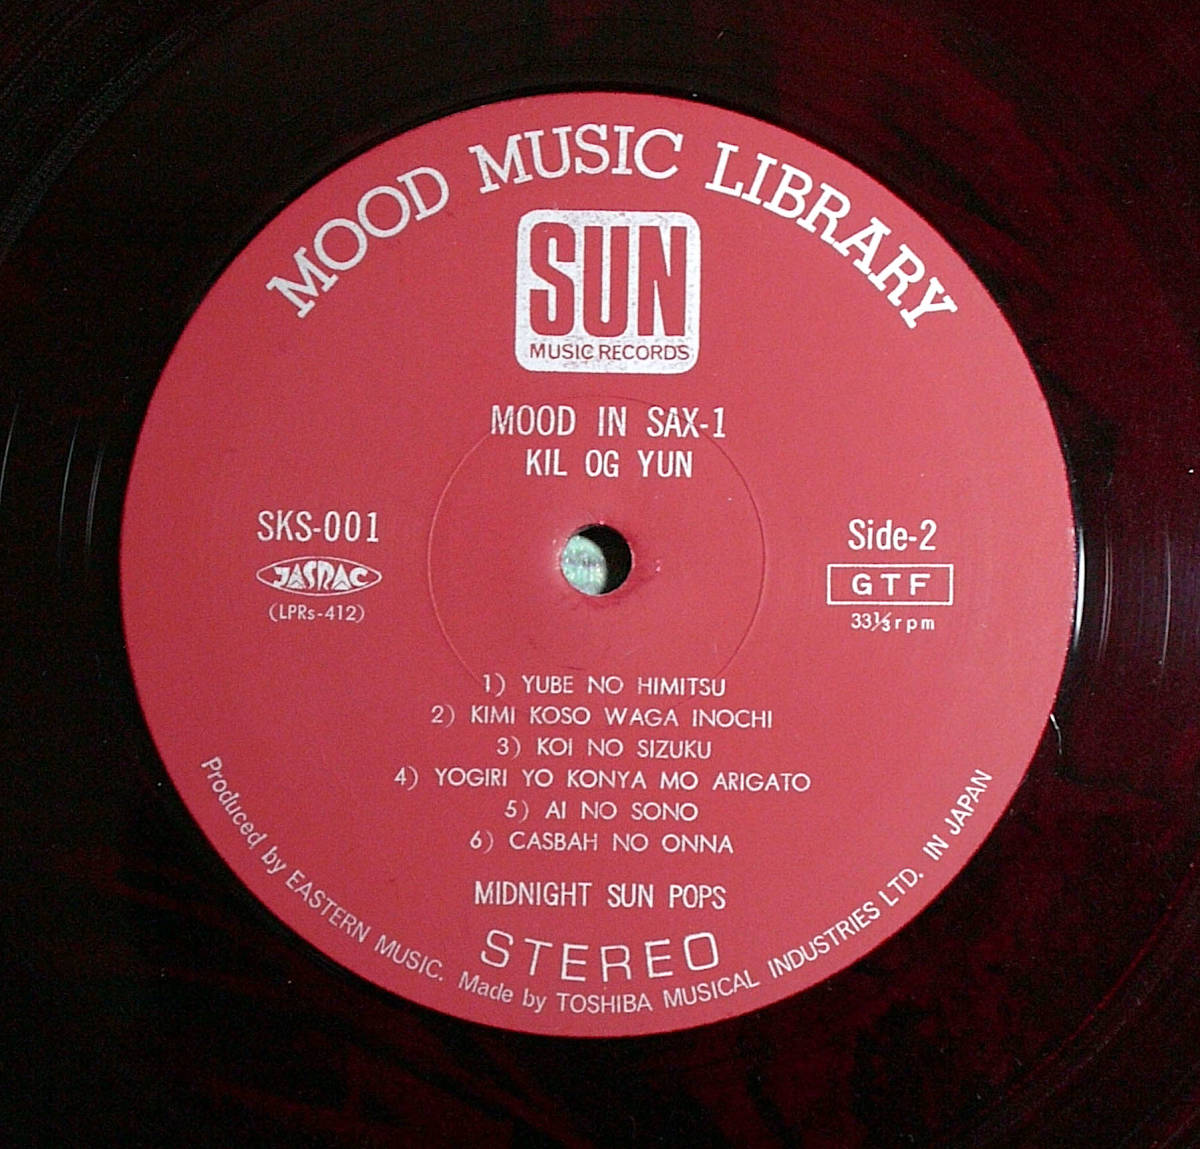 MOOD MUSIC LIBRARY
SUN
MUSIC RECORDS
MOOD IN SAX-1
KIL OG YUN
SKS-001
JASRAC
(LPRs-412)
Side-2
GTF
33⅓rpm
1) YUBE NO HIMITSU
2) KIMI KOSO WAGA INOCHI
3) KOI NO SIZUKU
4) YOGIRI YO KONYA MO ARIGATO
5) AI NO SONO
6) CASBAH NO ONNA
MIDNIGHT SUN POPS
STEREO
Produced by EASTERN MUSIC. Made by TOSHIBA MUSICAL INDUSTRIES LTD. IN JAPAN